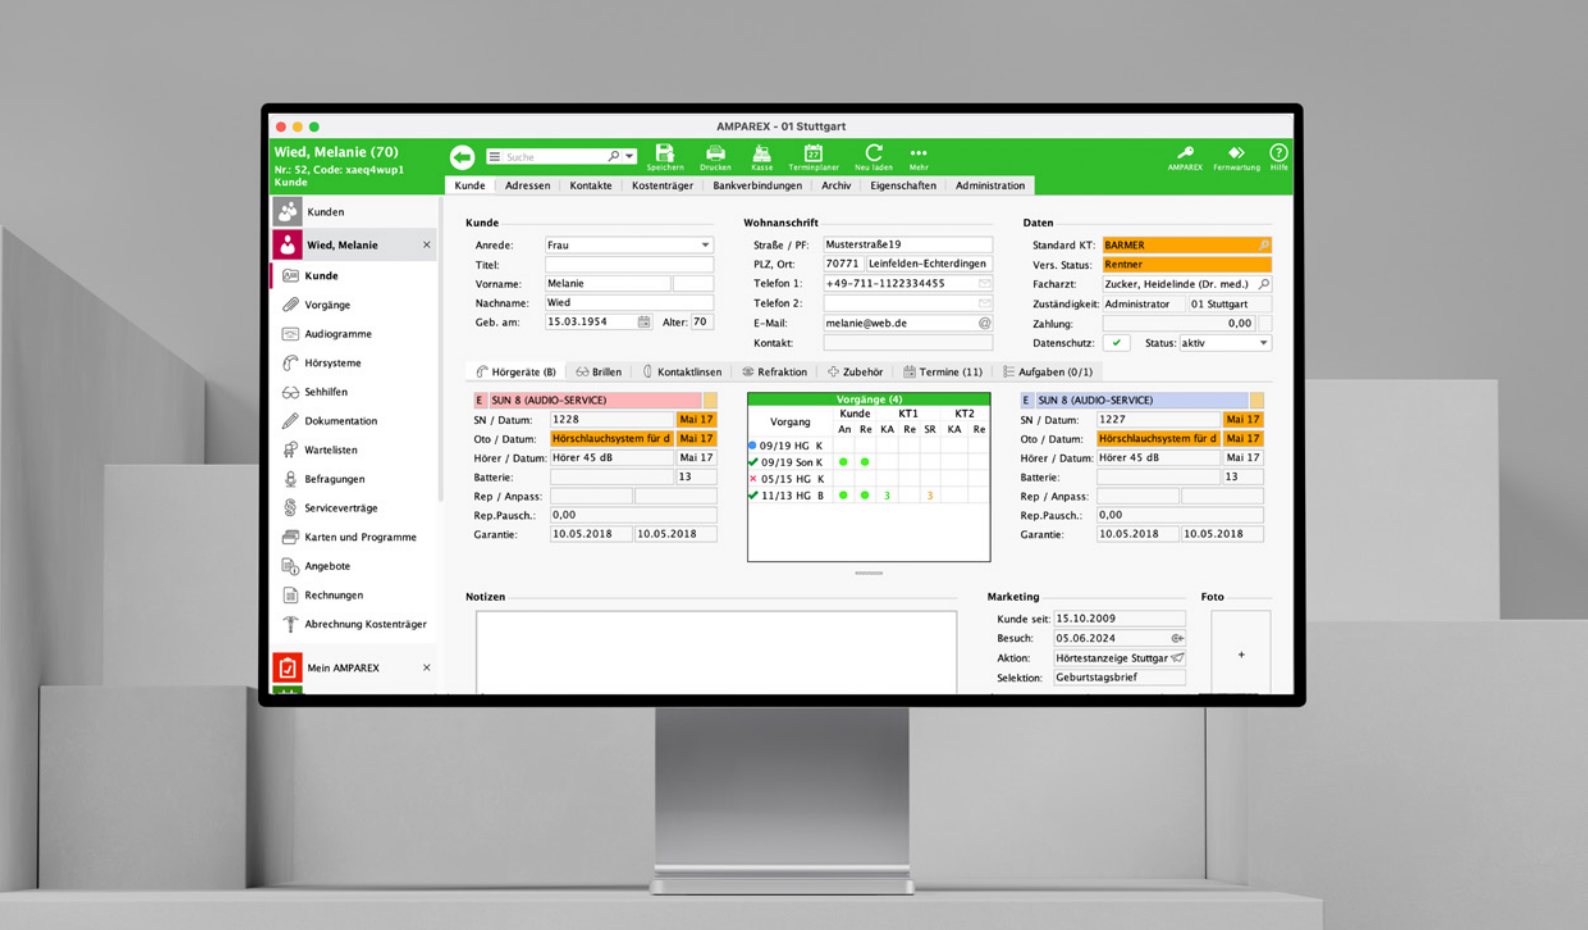 AMPAREX - 01 Stuttgart
Wied, Melanie (70)
Nr.: 52, Code: xaeq4wup1
Kunde
Suche
Speichern
Drucken
Kasse
27
Terminplaner
Neu laden
Mehr
AMPAREX
Fernwartung
?
Hilfe
Kunde Adressen Kontakte Kostenträger Bankverbindungen Archiv Eigenschaften Administration
Kunden
Wied, Melanie ×
Kunde
Vorgänge
Audiogramme
Hörsysteme
Sehhilfen
Dokumentation
Wartelisten
Befragungen
Serviceverträge
Karten und Programme
Angebote
Rechnungen
Abrechnung Kostenträger
Mein AMPAREX ×
Kunde
Anrede: Frau
Titel:
Vorname: Melanie
Nachname: Wied
Geb. am: 15.03.1954 Alter: 70
Wohnanschrift
Straße / PF: Musterstraße19
PLZ, Ort: 70771 Leinfelden-Echterdingen
Telefon 1: +49-711-1122334455
Telefon 2:
E-Mail: melanie@web.de @
Kontakt:
Daten
Standard KT: BARMER
Vers. Status: Rentner
Facharzt: Zucker, Heidelinde (Dr. med.)
Zuständigkeit: Administrator 01 Stuttgart
Zahlung: 0,00
Datenschutz: ✔ Status: aktiv
Hörgeräte (B) Brillen Kontaktlinsen Refraktion Zubehör Termine (11) Aufgaben (0/1)
E SUN 8 (AUDIO-SERVICE)
SN / Datum: 1228 Mai 17
Oto / Datum: Hörschlauchsystem für d Mai 17
Hörer / Datum: Hörer 45 dB Mai 17
Batterie: 13
Rep / Anpass:
Rep.Pausch.: 0,00
Garantie: 10.05.2018 10.05.2018
Vorgänge (4)
Vorgang Kunde KT1 KT2
An Re KA Re SR KA Re
09/19 HG K
09/19 Son K
05/15 HG K
11/13 HG B 3 3
E SUN 8 (AUDIO-SERVICE)
SN / Datum: 1227 Mai 17
Oto / Datum: Hörschlauchsystem für d Mai 17
Hörer / Datum: Hörer 45 dB Mai 17
Batterie: 13
Rep / Anpass:
Rep.Pausch.: 0,00
Garantie: 10.05.2018 10.05.2018
Notizen
Marketing
Kunde seit: 15.10.2009
Besuch: 05.06.2024
Aktion: Hörtestanzeige Stuttgar
Selektion: Geburtstagsbrief
Foto
+